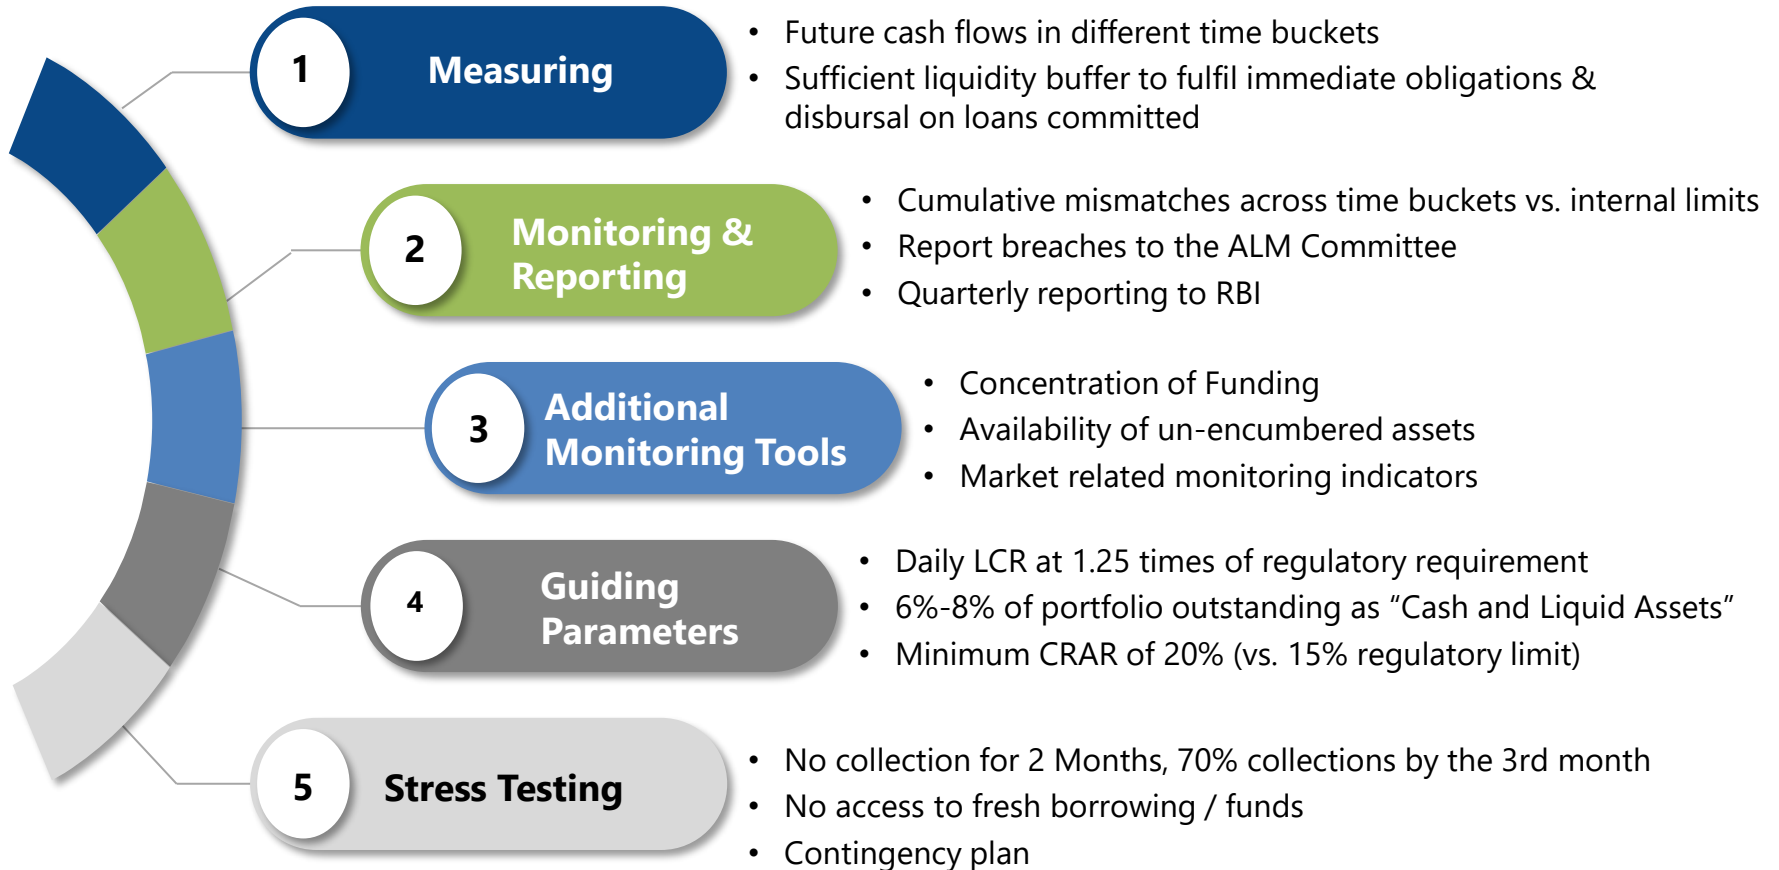 1
Measuring
• Future cash flows in different time buckets
• Sufficient liquidity buffer to fulfil immediate obligations &
disbursal on loans committed
2
Monitoring &
Reporting
• Cumulative mismatches across time buckets vs. internal limits
• Report breaches to the ALM Committee
• Quarterly reporting to RBI
3
Additional
Monitoring Tools
• Concentration of Funding
• Availability of un-encumbered assets
• Market related monitoring indicators
4
Guiding
Parameters
• Daily LCR at 1.25 times of regulatory requirement
• 6%-8% of portfolio outstanding as “Cash and Liquid Assets”
• Minimum CRAR of 20% (vs. 15% regulatory limit)
5
Stress Testing
• No collection for 2 Months, 70% collections by the 3rd month
• No access to fresh borrowing / funds
• Contingency plan